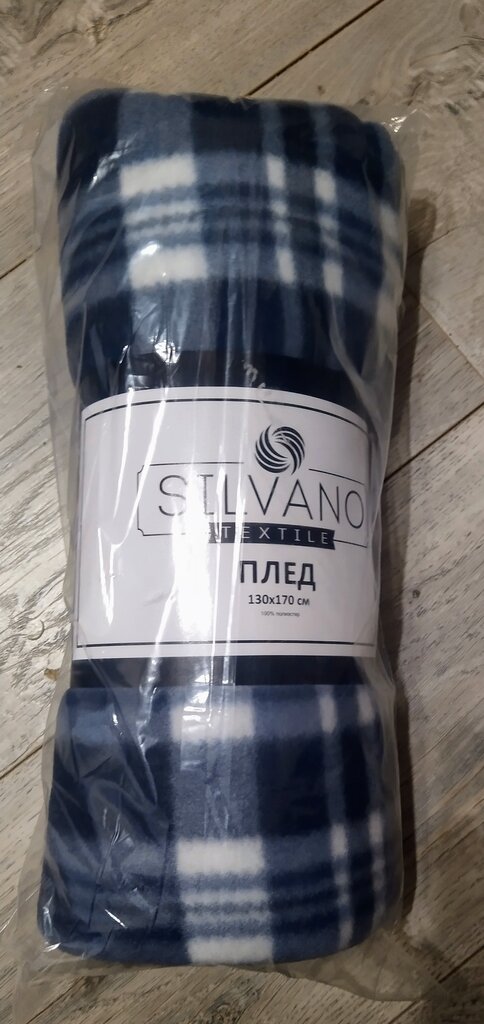 SILVANO
TEXTILE
ПЛЕД
130x170 см
100% полиэстер